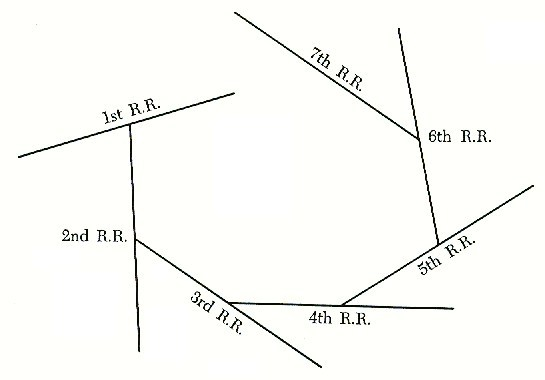 1st R.R.
2nd R.R.
3rd R.R.
4th R.R.
5th R.R.
6th R.R.
7th R.R.